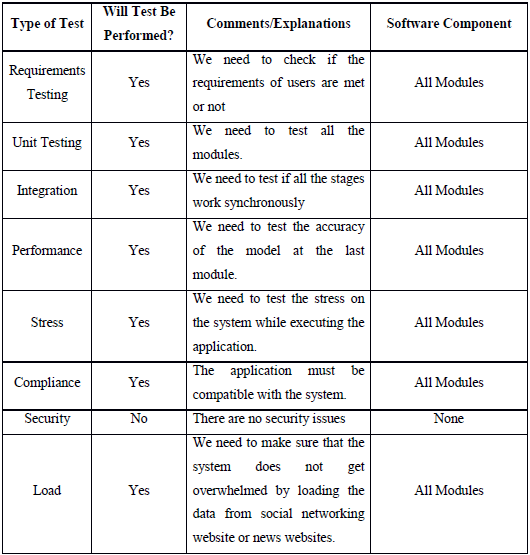 Type of Test Will Test Be Performed? Comments/Explanations Software Component
Requirements Testing Yes We need to check if the requirements of users are met or not All Modules
Unit Testing Yes We need to test all the modules. All Modules
Integration Yes We need to test if all the stages work synchronously All Modules
Performance Yes We need to test the accuracy of the model at the last module. All Modules
Stress Yes We need to test the stress on the system while executing the application. All Modules
Compliance Yes The application must be compatible with the system. All Modules
Security No There are no security issues None
Load Yes We need to make sure that the system does not get overwhelmed by loading the data from social networking website or news websites. All Modules